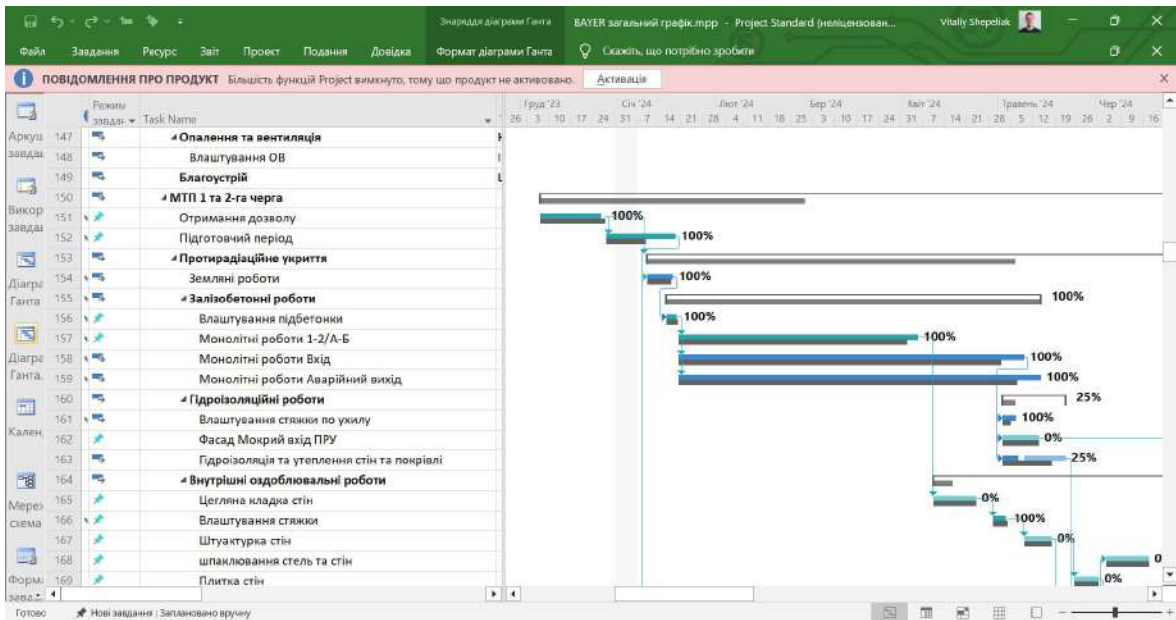 Знаряддя діаграми Ганта
BAYER загальний графік.mpp - Project Standard (неліцензован...
Vitaliy Shepeliak
Файл Завдання Ресурс Звіт Проект Подання Довідка Формат діаграми Ганта Скажіть, що потрібно зробити
ПОВІДОМЛЕННЯ ПРО ПРОДУКТ Більшість функцій Project вимкнуто, тому що продукт не активовано. Активація
Режим завдан Task Name
Груд '23 Січ '24 Лют '24 Бер '24 Квіт '24 Травень '24 Чер '24
26 3 10 17 24 31 7 14 21 28 4 11 18 25 3 10 17 24 31 7 14 21 28 5 12 19 26 2 9 16
147 Опалення та вентиляція
148 Влаштування ОВ
149 Благоустрій
150 МТП 1 та 2-га черга
151 Отримання дозволу 100%
152 Підготовчий період 100%
153 Протирадіаційне укриття
154 Земляні роботи 100%
155 Залізобетонні роботи 100%
156 Влаштування підбетонки 100%
157 Монолітні роботи 1-2/А-Б 100%
158 Монолітні роботи Вхід 100%
159 Монолітні роботи Аварійний вихід 100%
160 Гідроізоляційні роботи 25%
161 Влаштування стяжки по ухилу 100%
162 Фасад Мокрий вхід ПРУ 0%
163 Гідроізоляція та утеплення стін та покрівлі 25%
164 Внутрішні оздоблювальні роботи
165 Цегляна кладка стін 0%
166 Влаштування стяжки 100%
167 Штуактурка стін 0%
168 шпаклювання стель та стін 0
169 Плитка стін 0%
Аркуш завдан
Викор завдан
Діагра Ганта
Діагра Ганта.
Кален
Мереж схема
Форма
Готово Нові завдання : Заплановано вручну